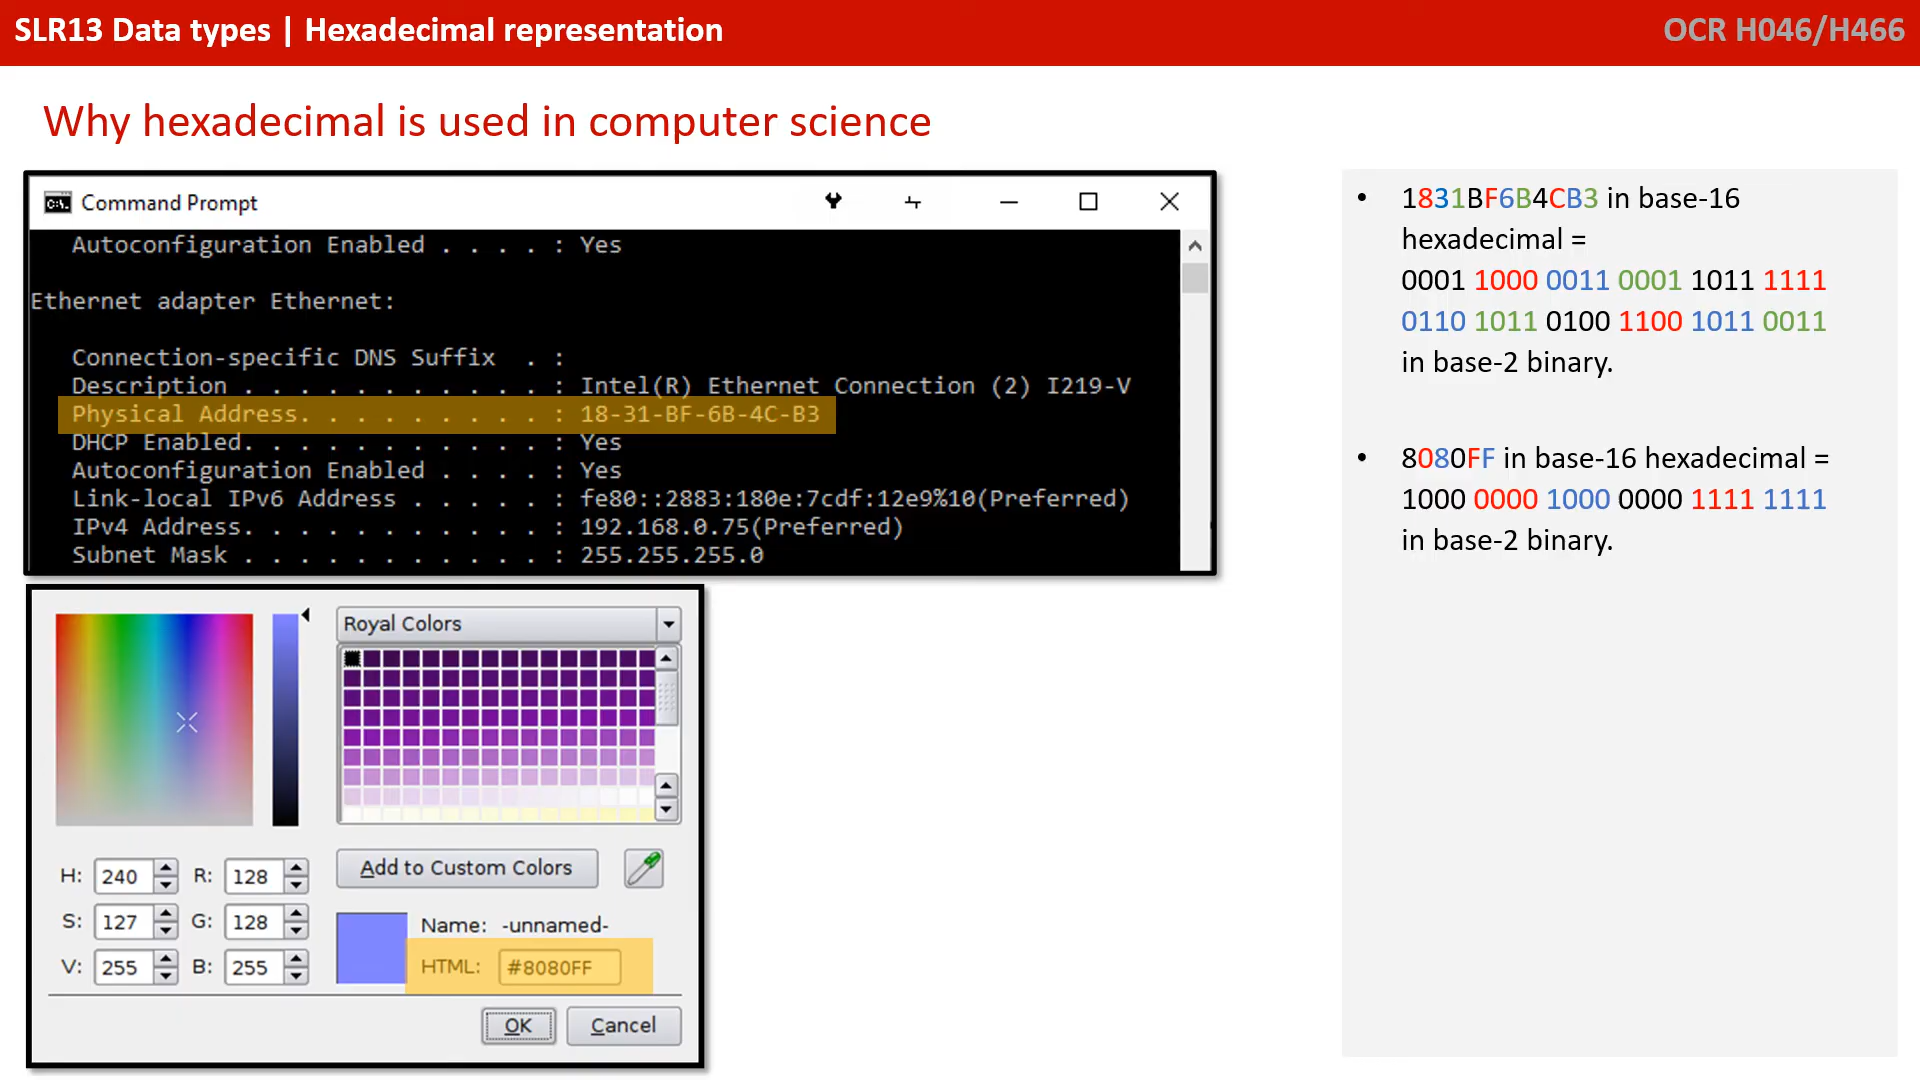 SLR13 Data types | Hexadecimal representation
OCR H046/H466
Why hexadecimal is used in computer science
Command Prompt
Autoconfiguration Enabled . . . . : Yes
Ethernet adapter Ethernet:
Connection-specific DNS Suffix . :
Description . . . . . . . . . . . : Intel(R) Ethernet Connection (2) I219-V
Physical Address. . . . . . . . . : 18-31-BF-6B-4C-B3
DHCP Enabled. . . . . . . . . . . : Yes
Autoconfiguration Enabled . . . . : Yes
Link-local IPv6 Address . . . . . : fe80::2883:180e:7cdf:12e9%10(Preferred)
IPv4 Address. . . . . . . . . . . : 192.168.0.75(Preferred)
Subnet Mask . . . . . . . . . . . : 255.255.255.0
• 1831BF6B4CB3 in base-16
hexadecimal =
0001 1000 0011 0001 1011 1111
0110 1011 0100 1100 1011 0011
in base-2 binary.
• 8080FF in base-16 hexadecimal =
1000 0000 1000 0000 1111 1111
in base-2 binary.
Royal Colors
H: 240 R: 128
Add to Custom Colors
S: 127 G: 128
Name: -unnamed-
V: 255 B: 255
HTML: #8080FF
OK Cancel